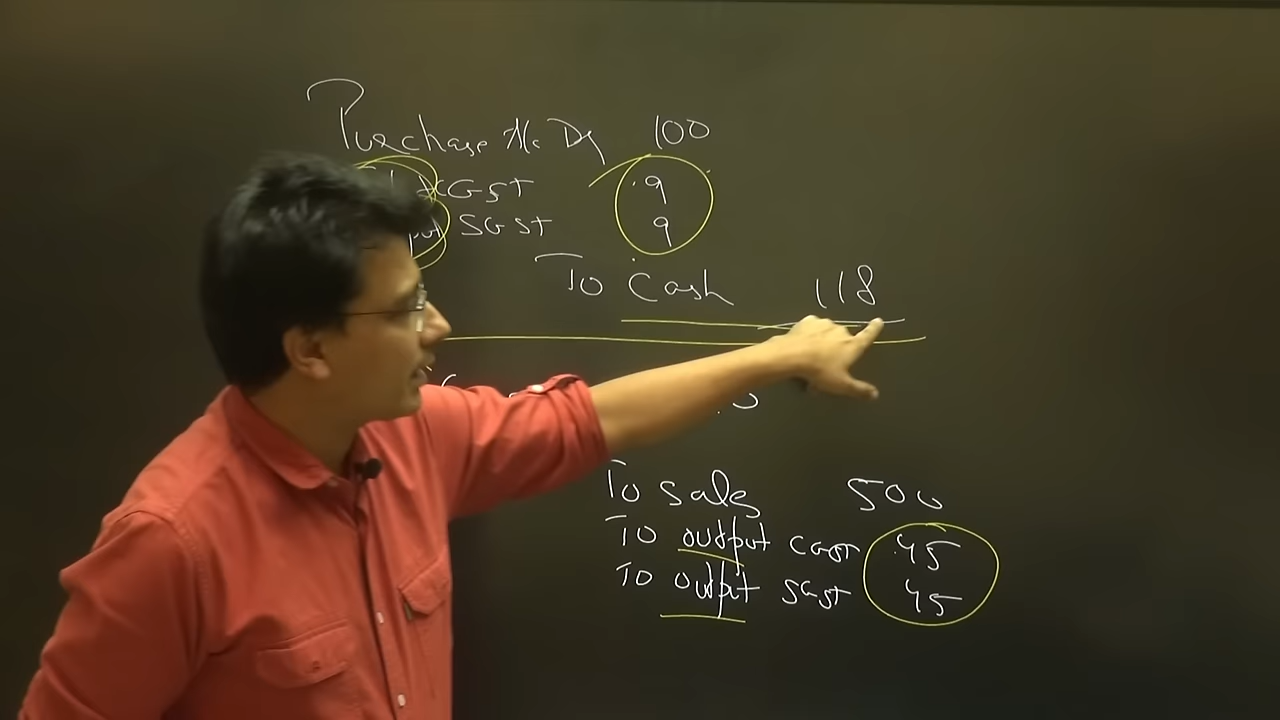 Purchase A/c Dr 100
CGST 9
SGST 9
To Cash 118
To Sales 500
To output CGST 45
To output SGST 45